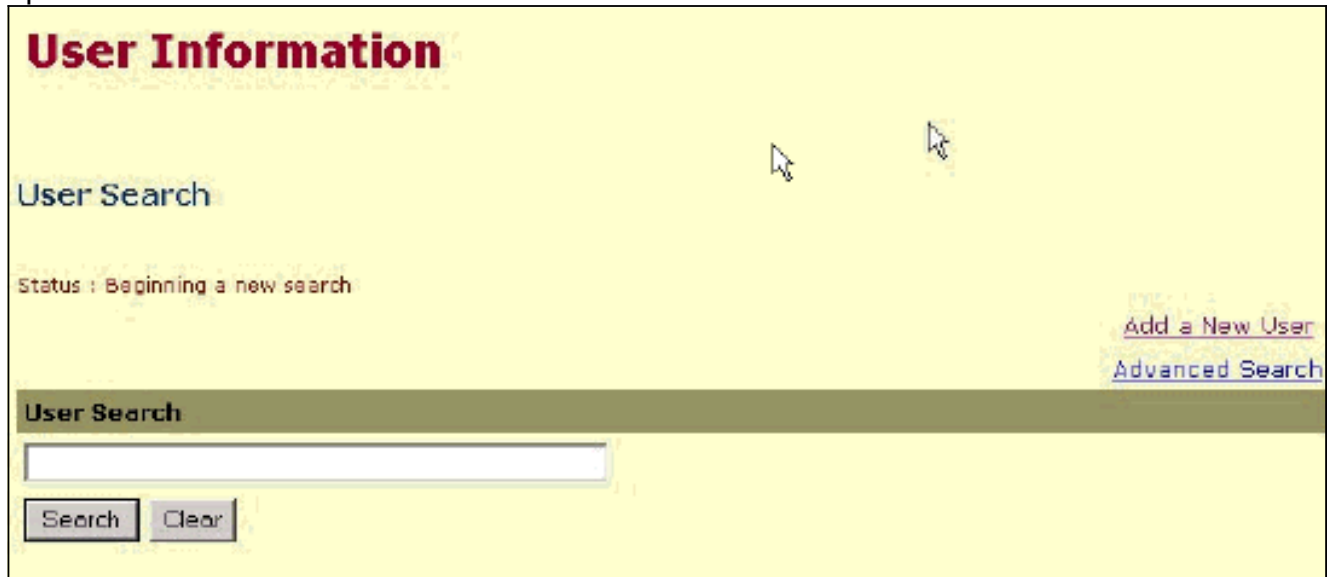 User Information
User Search
Status : Beginning a new search
Add a New User
Advanced Search
User Search
Search Clear